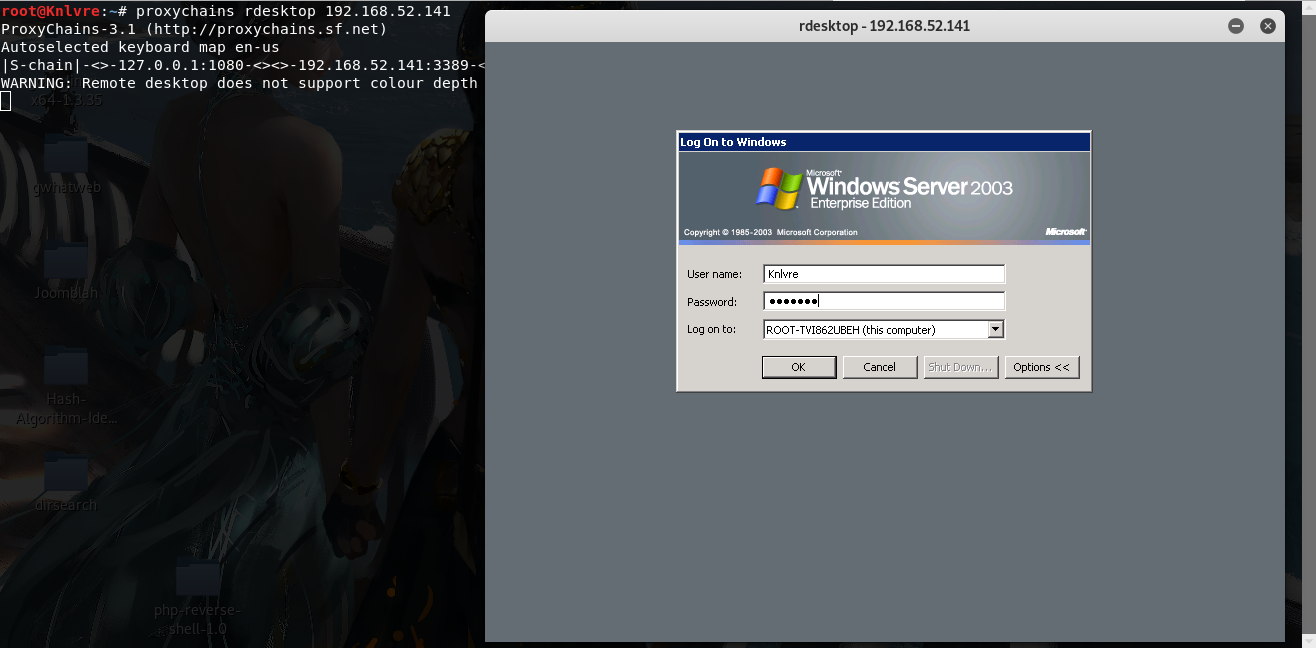 root@Knlvre:~# proxychains rdesktop 192.168.52.141
ProxyChains-3.1 (http://proxychains.sf.net)
Autoselected keyboard map en-us
|S-chain|-<>-127.0.0.1:1080-<><>-192.168.52.141:3389-<
WARNING: Remote desktop does not support colour depth
x64-1.3.35
gwhatweb
Joomblah
Hash-
Algorithm-Ide...
dirsearch
php-reverse-
shell-1.0
rdesktop - 192.168.52.141
Log On to Windows
Microsoft
Windows Server 2003
Enterprise Edition
Copyright © 1985-2003 Microsoft Corporation
Microsoft
User name:
Knlvre
Password:
●●●●●●●
Log on to:
ROOT-TVI862UBEH (this computer)
OK
Cancel
Shut Down...
Options <<